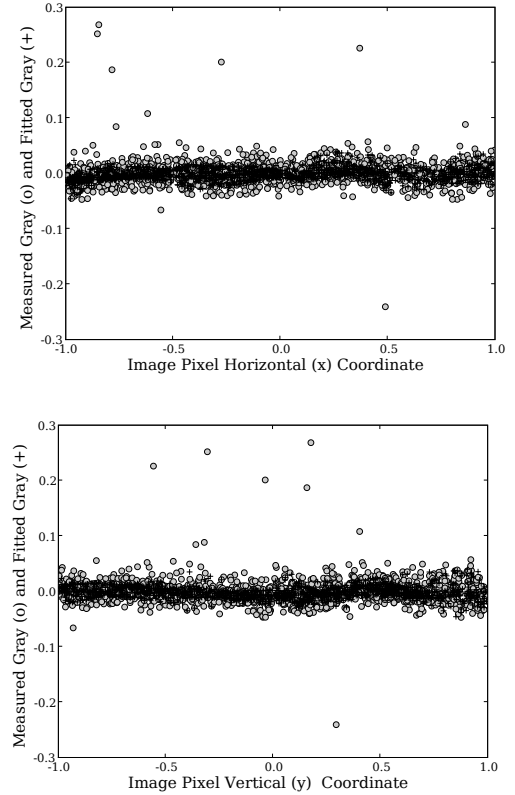 0.3
0.2
0.1
0.0
-0.1
-0.2
-0.3
-1.0 -0.5 0.0 0.5 1.0
Measured Gray (o) and Fitted Gray (+)
Image Pixel Horizontal (x) Coordinate
0.3
0.2
0.1
0.0
-0.1
-0.2
-0.3
-1.0 -0.5 0.0 0.5 1.0
Measured Gray (o) and Fitted Gray (+)
Image Pixel Vertical (y) Coordinate